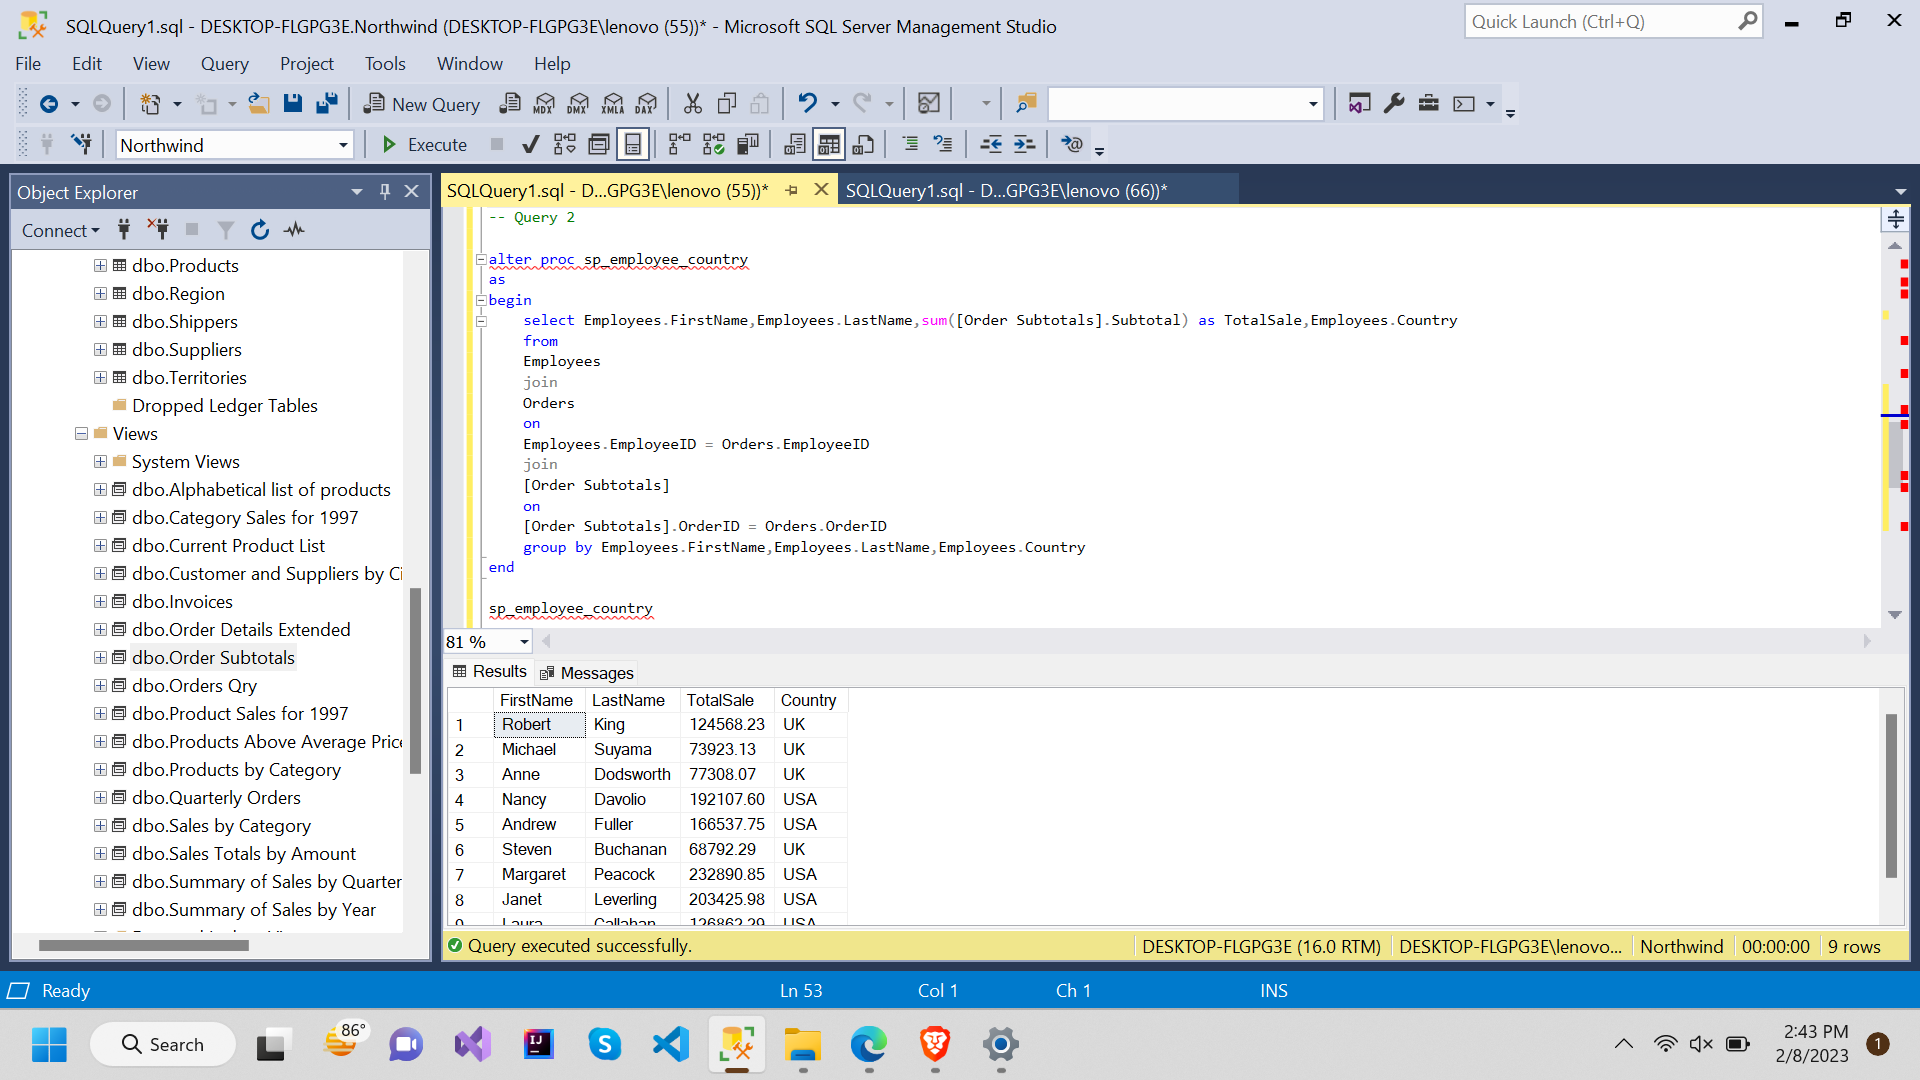 SQLQuery1.sql - DESKTOP-FLGPG3E.Northwind (DESKTOP-FLGPG3E\lenovo (55))* - Microsoft SQL Server Management Studio
Quick Launch (Ctrl+Q)
File Edit View Query Project Tools Window Help
New Query MDX DMX XMLA DAX
Northwind Execute
Object Explorer
SQLQuery1.sql - D...GPG3E\lenovo (55))* SQLQuery1.sql - D...GPG3E\lenovo (66))*
Connect
dbo.Products
dbo.Region
dbo.Shippers
dbo.Suppliers
dbo.Territories
Dropped Ledger Tables
Views
System Views
dbo.Alphabetical list of products
dbo.Category Sales for 1997
dbo.Current Product List
dbo.Customer and Suppliers by Ci
dbo.Invoices
dbo.Order Details Extended
dbo.Order Subtotals
dbo.Orders Qry
dbo.Product Sales for 1997
dbo.Products Above Average Price
dbo.Products by Category
dbo.Quarterly Orders
dbo.Sales by Category
dbo.Sales Totals by Amount
dbo.Summary of Sales by Quarter
dbo.Summary of Sales by Year
-- Query 2
alter proc sp_employee_country
as
begin
select Employees.FirstName,Employees.LastName,sum([Order Subtotals].Subtotal) as TotalSale,Employees.Country
from
Employees
join
Orders
on
Employees.EmployeeID = Orders.EmployeeID
join
[Order Subtotals]
on
[Order Subtotals].OrderID = Orders.OrderID
group by Employees.FirstName,Employees.LastName,Employees.Country
end
sp_employee_country
81 %
Results Messages
FirstName LastName TotalSale Country
1 Robert King 124568.23 UK
2 Michael Suyama 73923.13 UK
3 Anne Dodsworth 77308.07 UK
4 Nancy Davolio 192107.60 USA
5 Andrew Fuller 166537.75 USA
6 Steven Buchanan 68792.29 UK
7 Margaret Peacock 232890.85 USA
8 Janet Leverling 203425.98 USA
9 Laura Callahan 126862.29 USA
Query executed successfully. DESKTOP-FLGPG3E (16.0 RTM) DESKTOP-FLGPG3E\lenovo... Northwind 00:00:00 9 rows
Ready Ln 53 Col 1 Ch 1 INS
Search 86° IJ 2:43 PM
2/8/2023 1